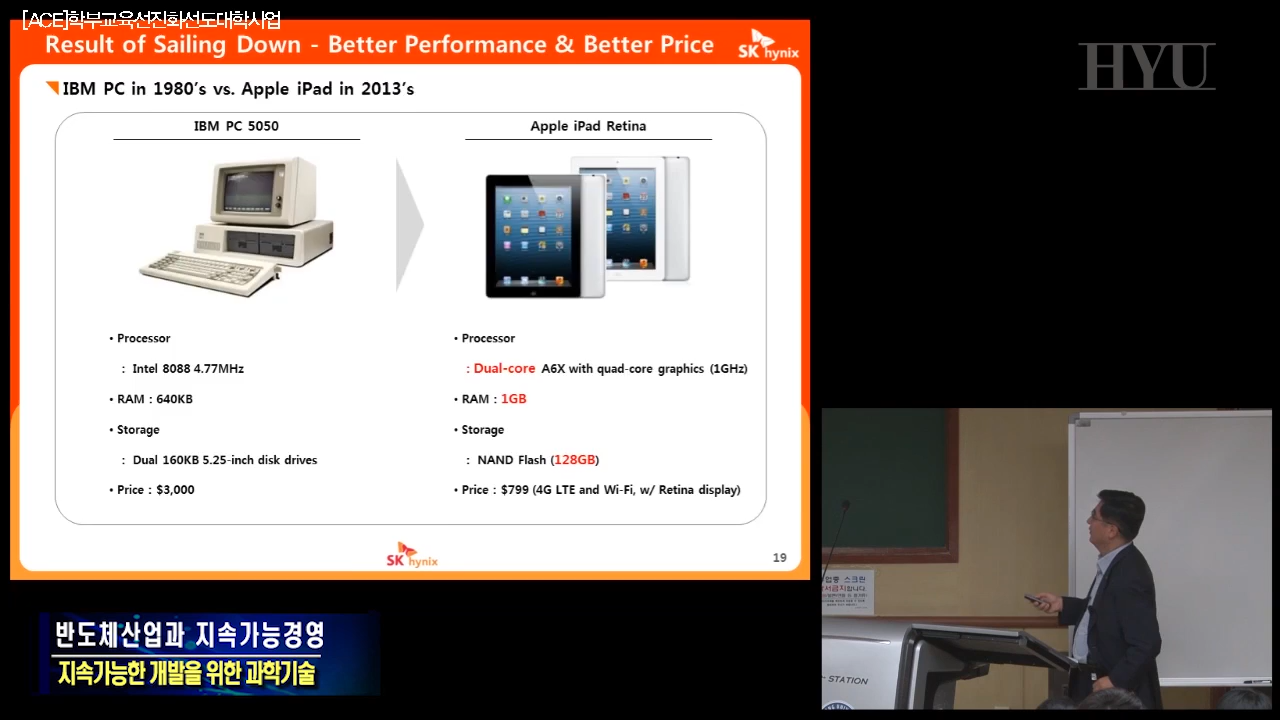 [ACE]학부교육선진화선도대학사업
Result of Sailing Down - Better Performance & Better Price
SK hynix
HYU
IBM PC in 1980's vs. Apple iPad in 2013's
IBM PC 5050
Apple iPad Retina
• Processor
: Intel 8088 4.77MHz
• RAM : 640KB
• Storage
: Dual 160KB 5.25-inch disk drives
• Price : $3,000
• Processor
: Dual-core A6X with quad-core graphics (1GHz)
• RAM : 1GB
• Storage
: NAND Flash (128GB)
• Price : $799 (4G LTE and Wi-Fi, w/ Retina display)
SK hynix
19
반도체산업과 지속가능경영
지속가능한 개발을 위한 과학기술
스크린
STATION